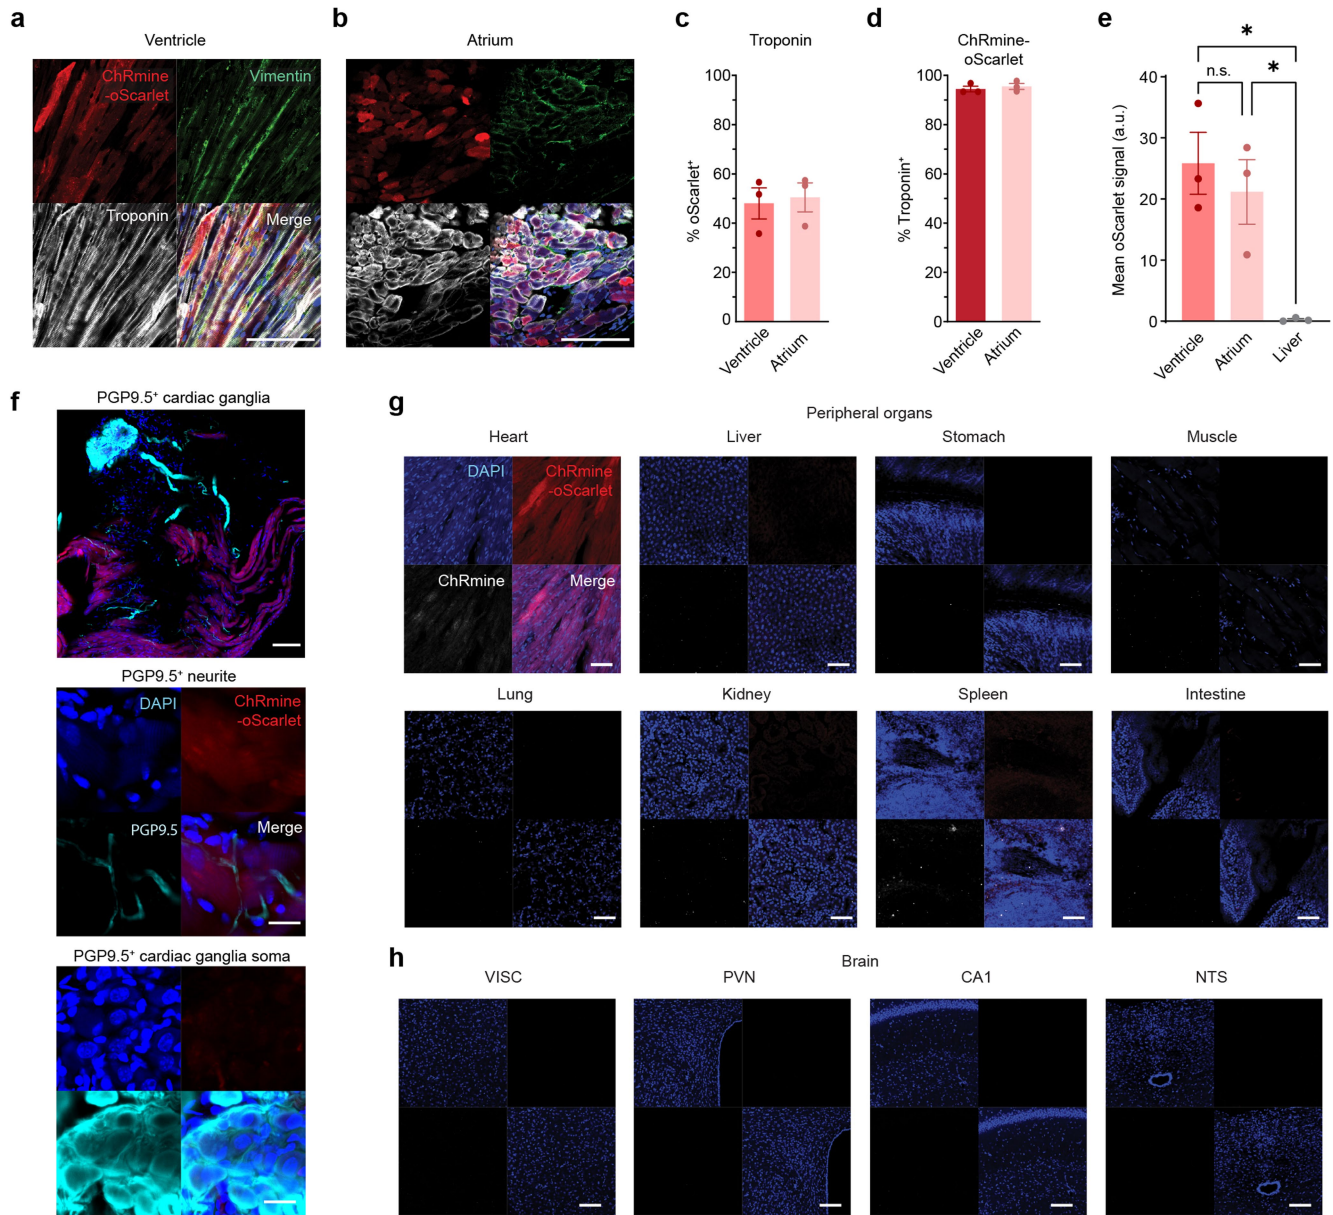 a
Ventricle
ChRmine
-oScarlet
Vimentin
Troponin
Merge
b
Atrium
c
Troponin
% oScarlet⁺
100
80
60
40
20
0
Ventricle
Atrium
d
ChRmine-
oScarlet
% Troponin⁺
100
80
60
40
20
0
Ventricle
Atrium
e
*
n.s.
*
Mean oScarlet signal (a.u.)
40
30
20
10
0
Ventricle
Atrium
Liver
f
PGP9.5⁺ cardiac ganglia
PGP9.5⁺ neurite
DAPI
ChRmine
-oScarlet
PGP9.5
Merge
PGP9.5⁺ cardiac ganglia soma
g
Peripheral organs
Heart
Liver
Stomach
Muscle
DAPI
ChRmine
-oScarlet
ChRmine
Merge
Lung
Kidney
Spleen
Intestine
h
Brain
VISC
PVN
CA1
NTS